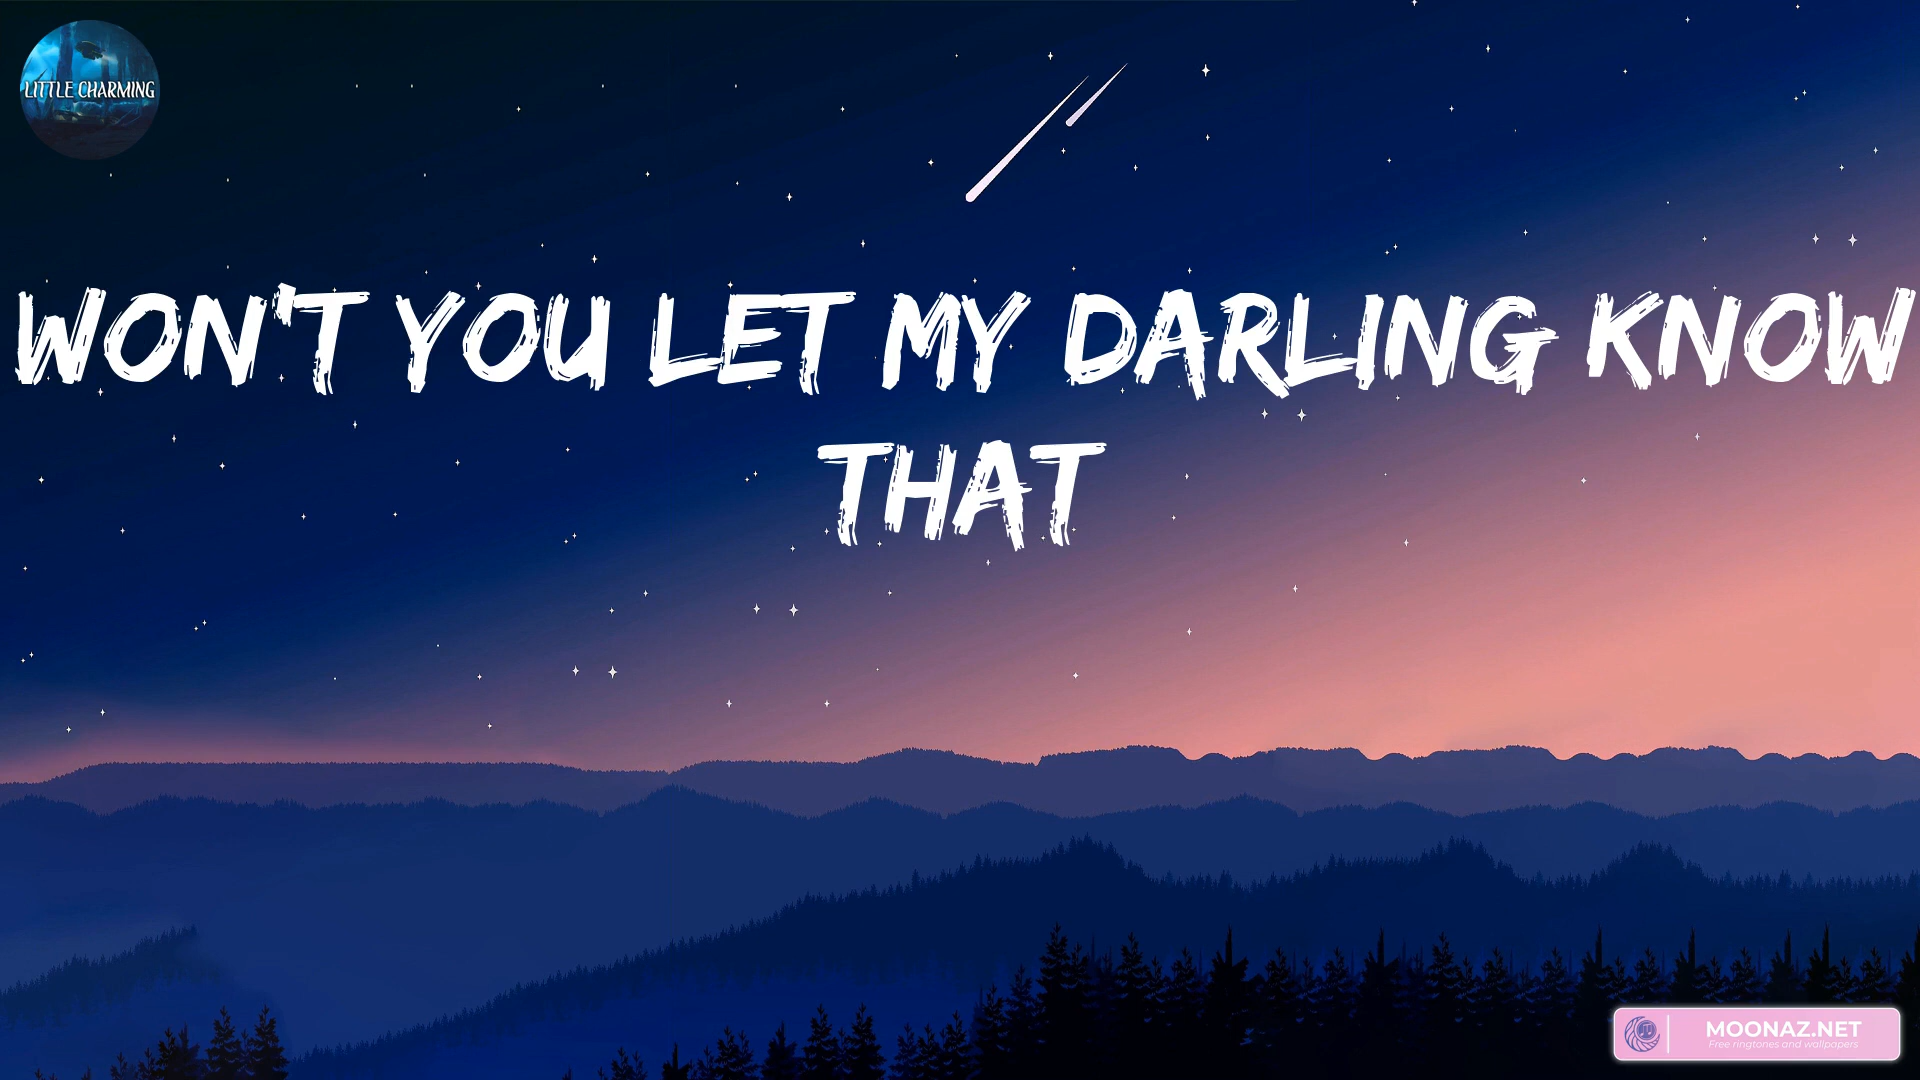 LITTLE CHARMING
WON'T YOU LET MY DARLING KNOW
THAT
MOONAZ.NET
Free ringtones and wallpapers